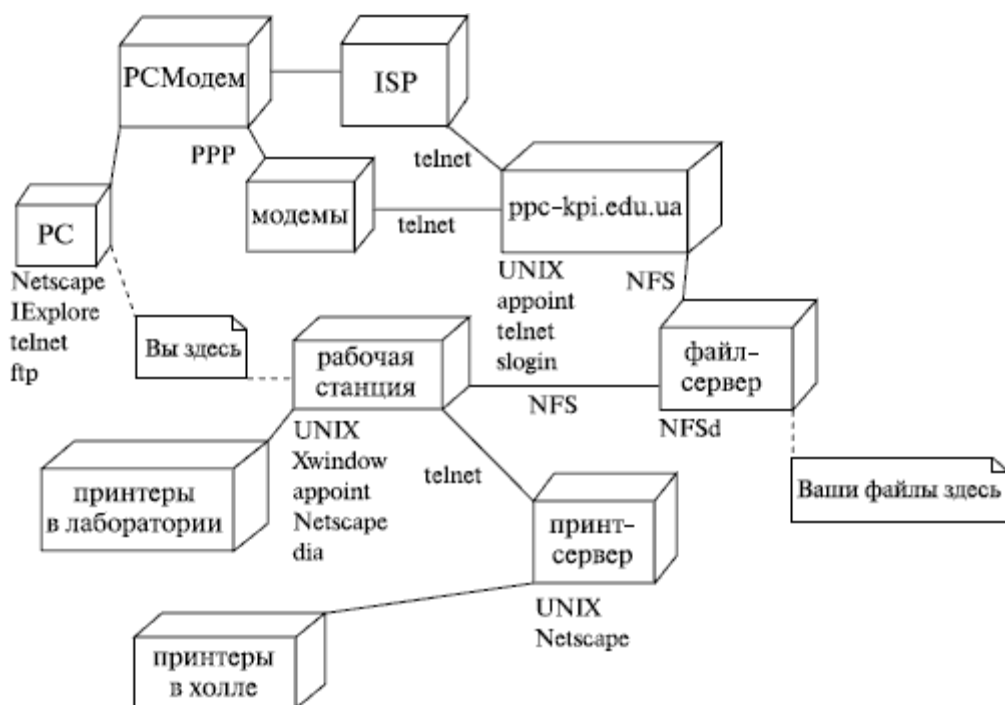 PCМодем
ISP
PPP
telnet
PC
модемы
telnet
ppc-kpi.edu.ua
Netscape
IExplore
telnet
ftp
Вы здесь
UNIX
appoint
telnet
slogin
NFS
рабочая
станция
файл-
сервер
NFS
NFSd
UNIX
Xwindow
appoint
Netscape
dia
telnet
Ваши файлы здесь
принтеры
в лаборатории
принт-
сервер
UNIX
Netscape
принтеры
в холле